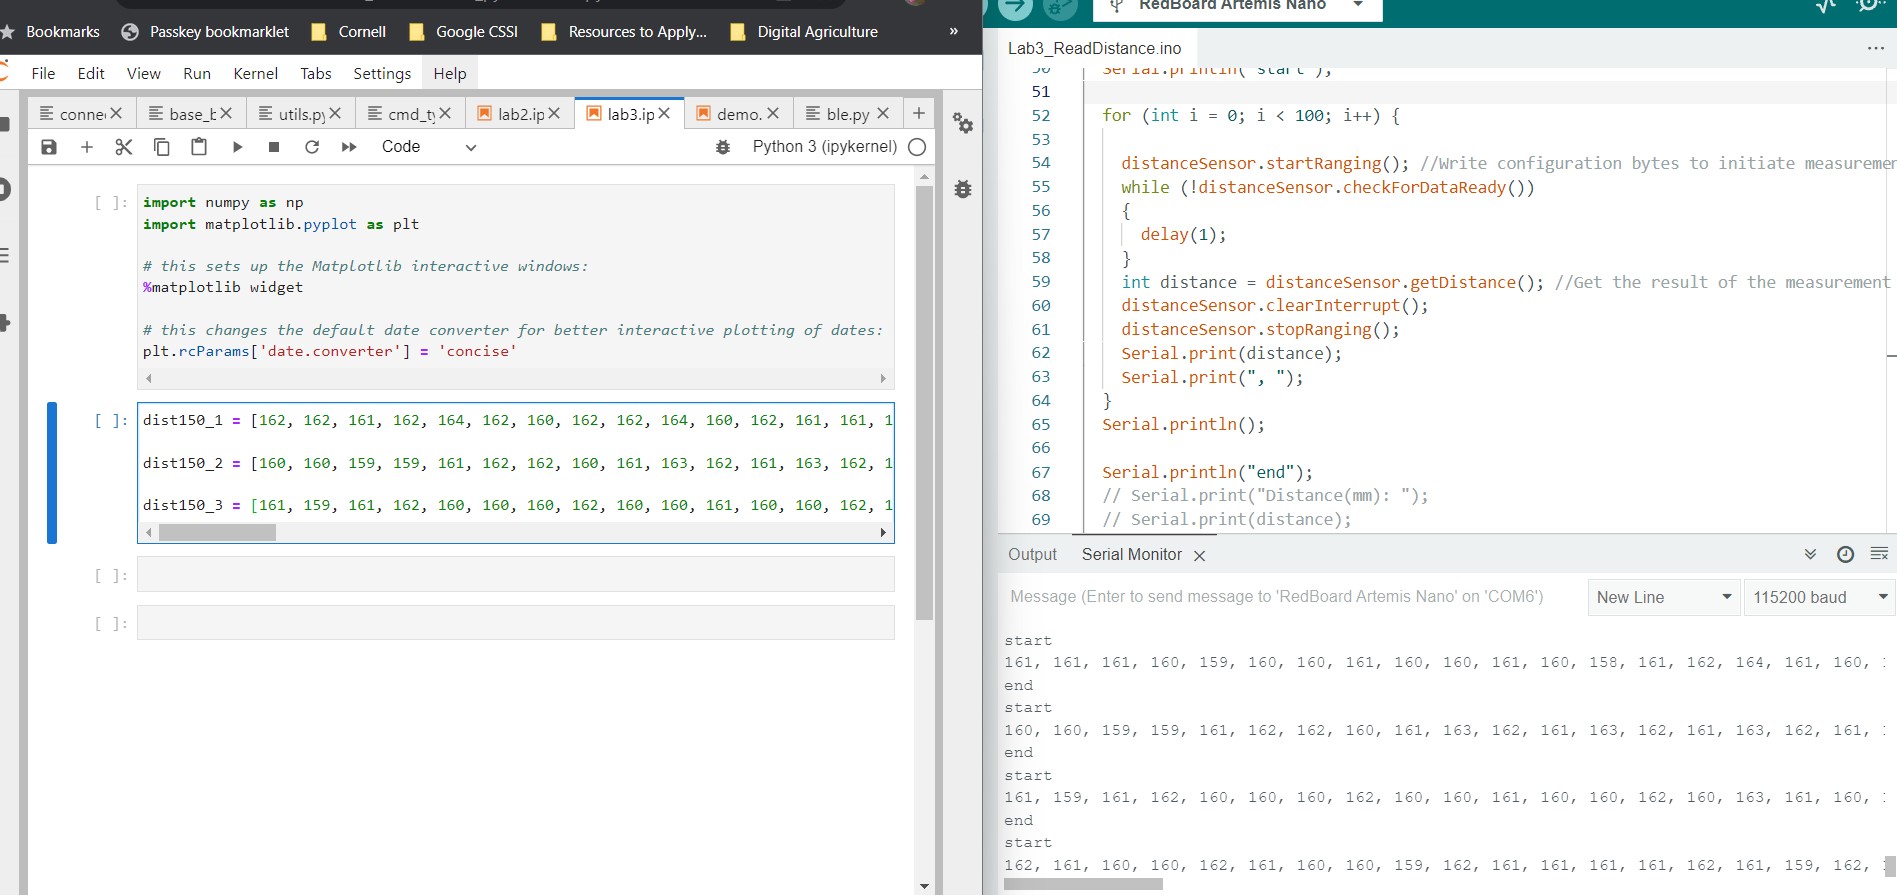 Bookmarks Passkey bookmarklet Cornell Google CSSI Resources to Apply... Digital Agriculture »
File Edit View Run Kernel Tabs Settings Help
conne base_b utils.py cmd_ty lab2.ip lab3.ip demo. ble.py
Code Python 3 (ipykernel)
[ ]: import numpy as np
import matplotlib.pyplot as plt
# this sets up the Matplotlib interactive windows:
%matplotlib widget
# this changes the default date converter for better interactive plotting of dates:
plt.rcParams['date.converter'] = 'concise'
[ ]: dist150_1 = [162, 162, 161, 162, 164, 162, 160, 162, 162, 164, 160, 162, 161, 161, 1
dist150_2 = [160, 160, 159, 159, 161, 162, 162, 160, 161, 163, 162, 161, 163, 162, 1
dist150_3 = [161, 159, 161, 162, 160, 160, 160, 162, 160, 160, 161, 160, 160, 162, 1
[ ]:
[ ]:
RedBoard Artemis Nano
Lab3_ReadDistance.ino
50 Serial.println("start");
51
52 for (int i = 0; i < 100; i++) {
53
54 distanceSensor.startRanging(); //Write configuration bytes to initiate measuremen
55 while (!distanceSensor.checkForDataReady())
56 {
57 delay(1);
58 }
59 int distance = distanceSensor.getDistance(); //Get the result of the measurement
60 distanceSensor.clearInterrupt();
61 distanceSensor.stopRanging();
62 Serial.print(distance);
63 Serial.print(", ");
64 }
65 Serial.println();
66
67 Serial.println("end");
68 // Serial.print("Distance(mm): ");
69 // Serial.print(distance);
Output Serial Monitor
Message (Enter to send message to 'RedBoard Artemis Nano' on 'COM6') New Line 115200 baud
start
161, 161, 161, 160, 159, 160, 160, 161, 160, 160, 161, 160, 158, 161, 162, 164, 161, 160,
end
start
160, 160, 159, 159, 161, 162, 162, 160, 161, 163, 162, 161, 163, 162, 161, 163, 162, 161,
end
start
161, 159, 161, 162, 160, 160, 160, 162, 160, 160, 161, 160, 160, 162, 160, 163, 161, 160,
end
start
162, 161, 160, 160, 162, 161, 160, 160, 159, 162, 161, 161, 161, 161, 162, 161, 159, 162,